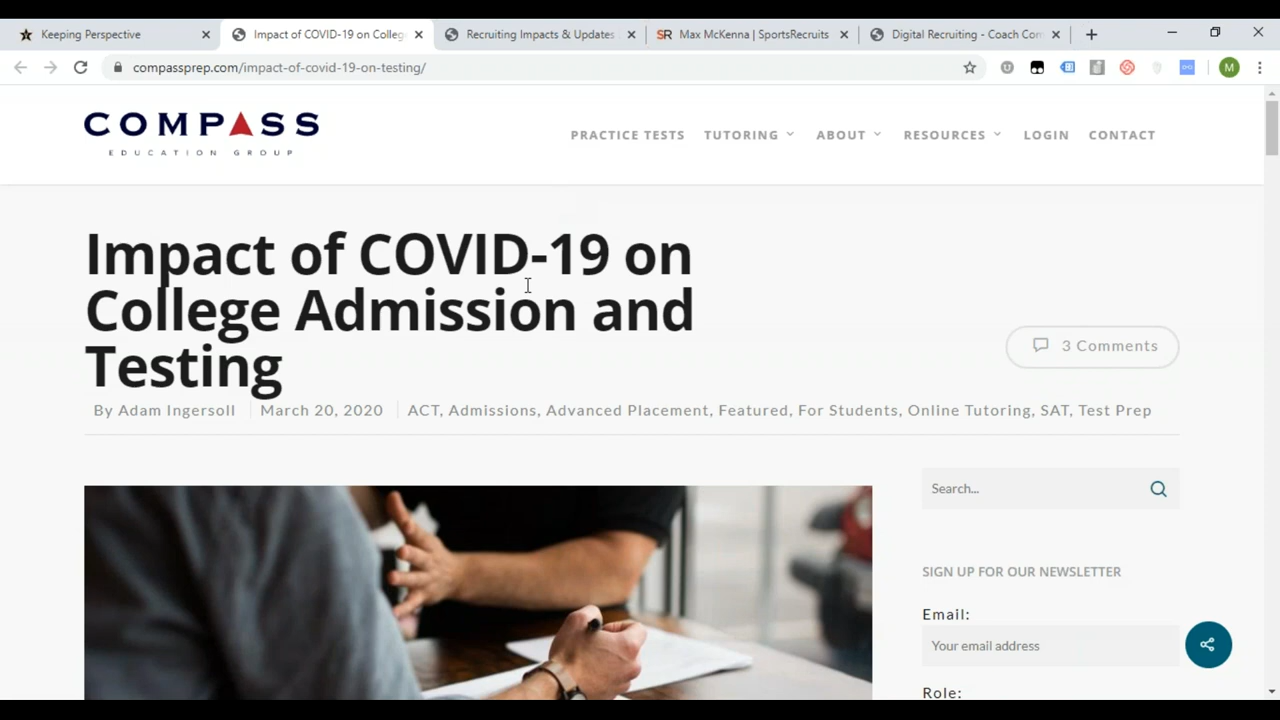 Keeping Perspective
Impact of COVID-19 on Colleg
Recruiting Impacts & Updates
SR Max McKenna | SportsRecruits
Digital Recruiting - Coach Com
compassprep.com/impact-of-covid-19-on-testing/
M
COMPASS
EDUCATION GROUP
PRACTICE TESTS
TUTORING
ABOUT
RESOURCES
LOGIN
CONTACT
Impact of COVID-19 on
College Admission and
Testing
3 Comments
By Adam Ingersoll
March 20, 2020
ACT, Admissions, Advanced Placement, Featured, For Students, Online Tutoring, SAT, Test Prep
Search...
SIGN UP FOR OUR NEWSLETTER
Email:
Your email address
Role: